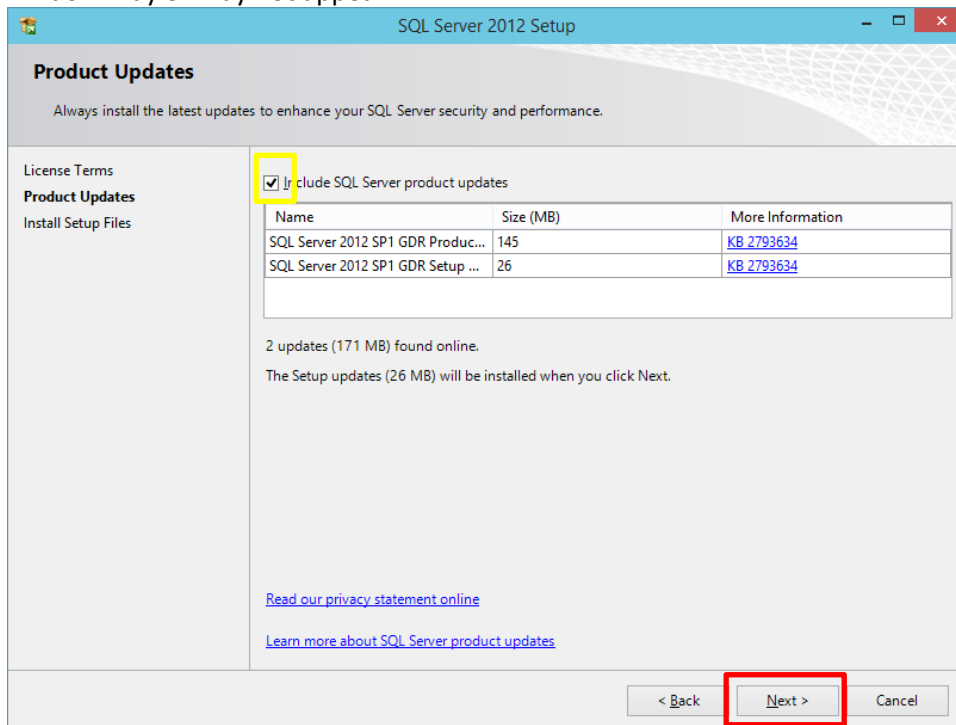 SQL Server 2012 Setup
Product Updates
Always install the latest updates to enhance your SQL Server security and performance.
License Terms
Product Updates
Install Setup Files
Include SQL Server product updates
Name Size (MB) More Information
SQL Server 2012 SP1 GDR Produc... 145 KB 2793634
SQL Server 2012 SP1 GDR Setup ... 26 KB 2793634
2 updates (171 MB) found online.
The Setup updates (26 MB) will be installed when you click Next.
Read our privacy statement online
Learn more about SQL Server product updates
< Back Next > Cancel